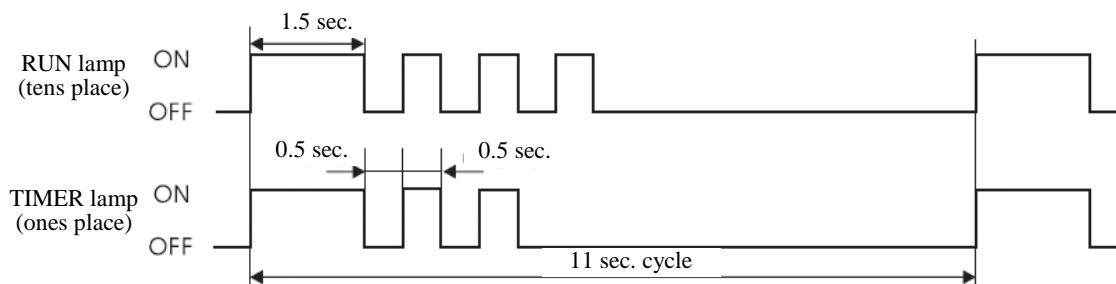 1.5 sec.
RUN lamp
(tens place)
ON
OFF
0.5 sec.
0.5 sec.
TIMER lamp
(ones place)
ON
OFF
11 sec. cycle